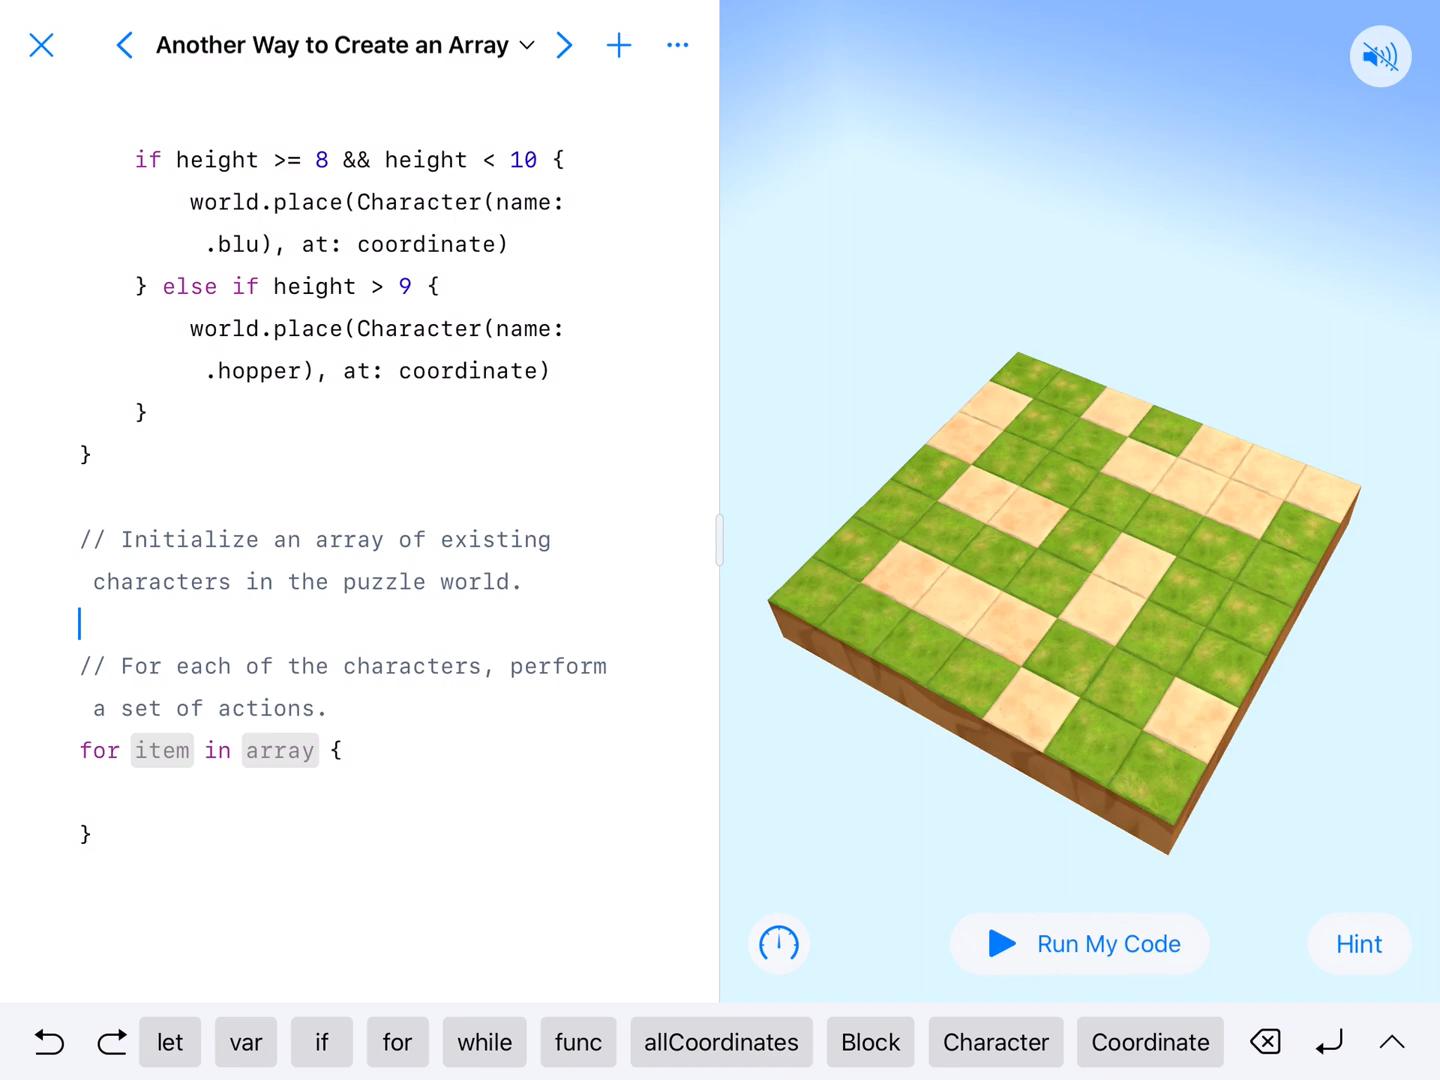 Another Way to Create an Array
if height >= 8 && height < 10 {
world.place(Character(name:
.blu), at: coordinate)
} else if height > 9 {
world.place(Character(name:
.hopper), at: coordinate)
}
}
// Initialize an array of existing
characters in the puzzle world.
// For each of the characters, perform
a set of actions.
for item in array {
}
Run My Code
Hint
let var if for while func allCoordinates Block Character Coordinate